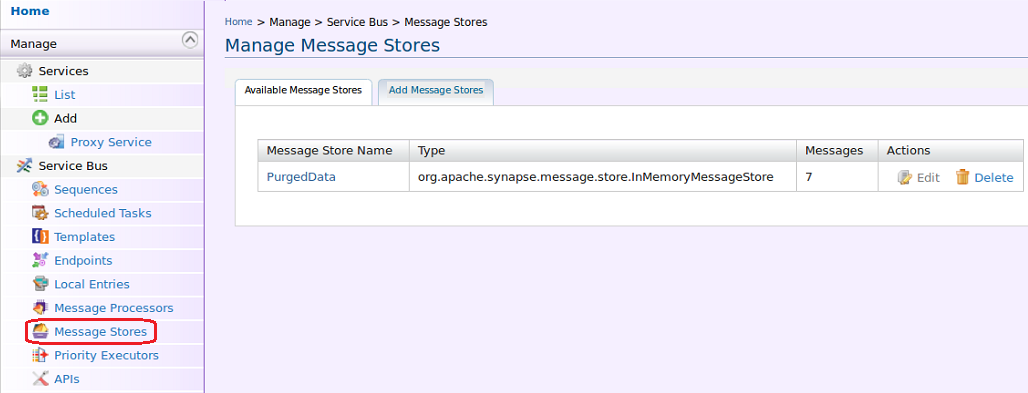 Home
Manage
Services
List
Add
Proxy Service
Service Bus
Sequences
Scheduled Tasks
Templates
Endpoints
Local Entries
Message Processors
Message Stores
Priority Executors
APIs
Home > Manage > Service Bus > Message Stores
Manage Message Stores
Available Message Stores Add Message Stores
Message Store Name Type Messages Actions
PurgedData org.apache.synapse.message.store.InMemoryMessageStore 7 Edit Delete